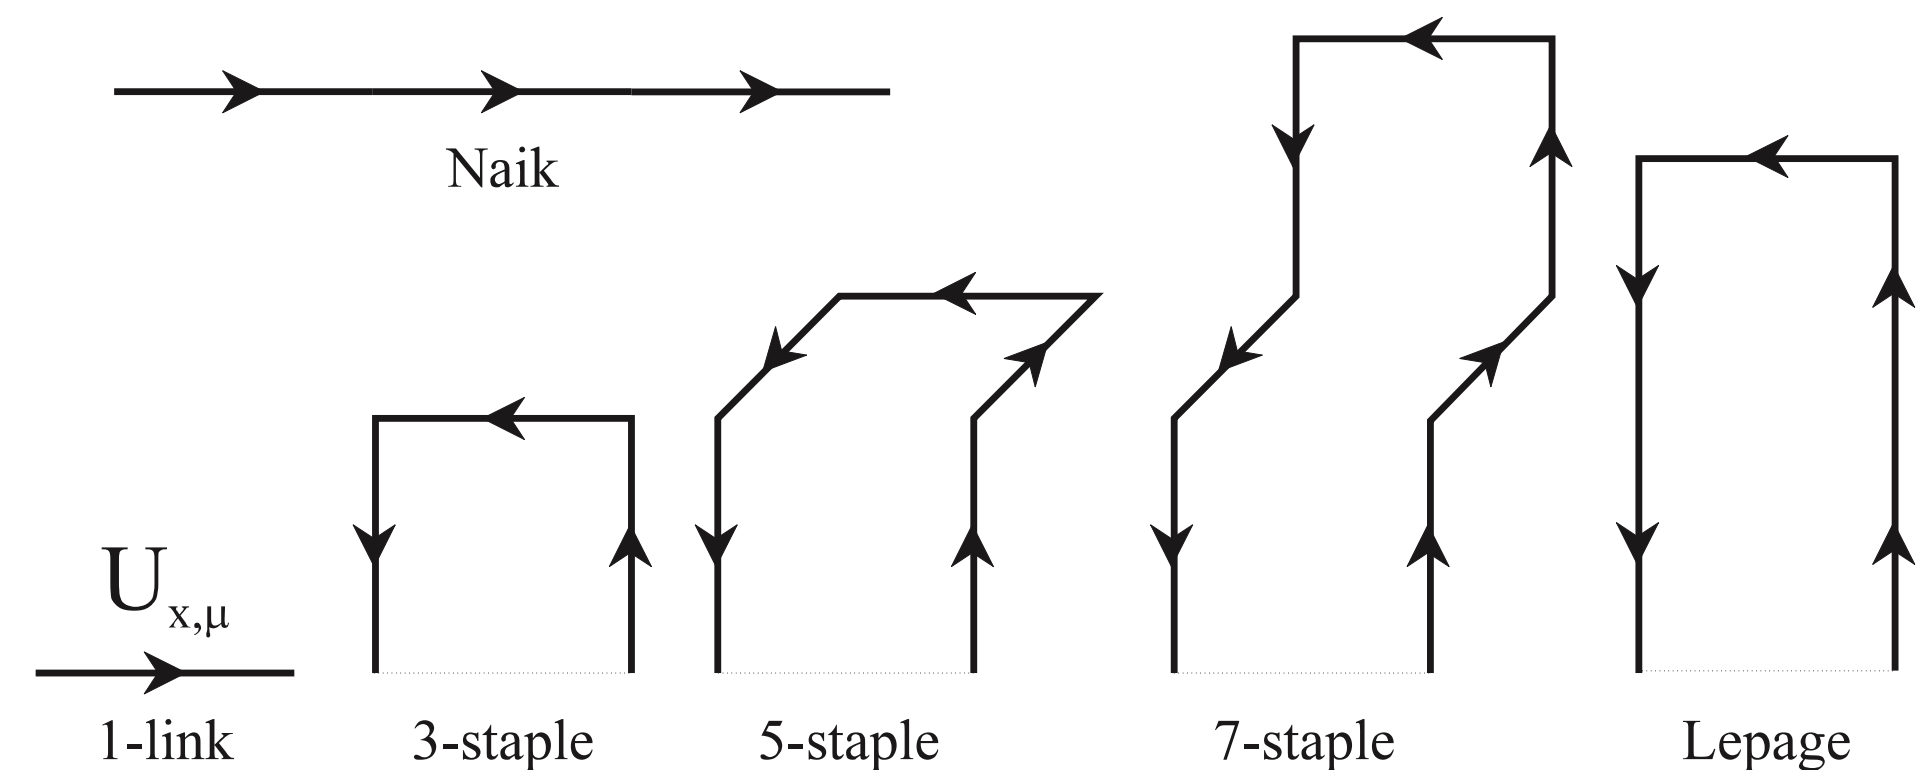 Naik
U x,μ
1-link
3-staple
5-staple
7-staple
Lepage